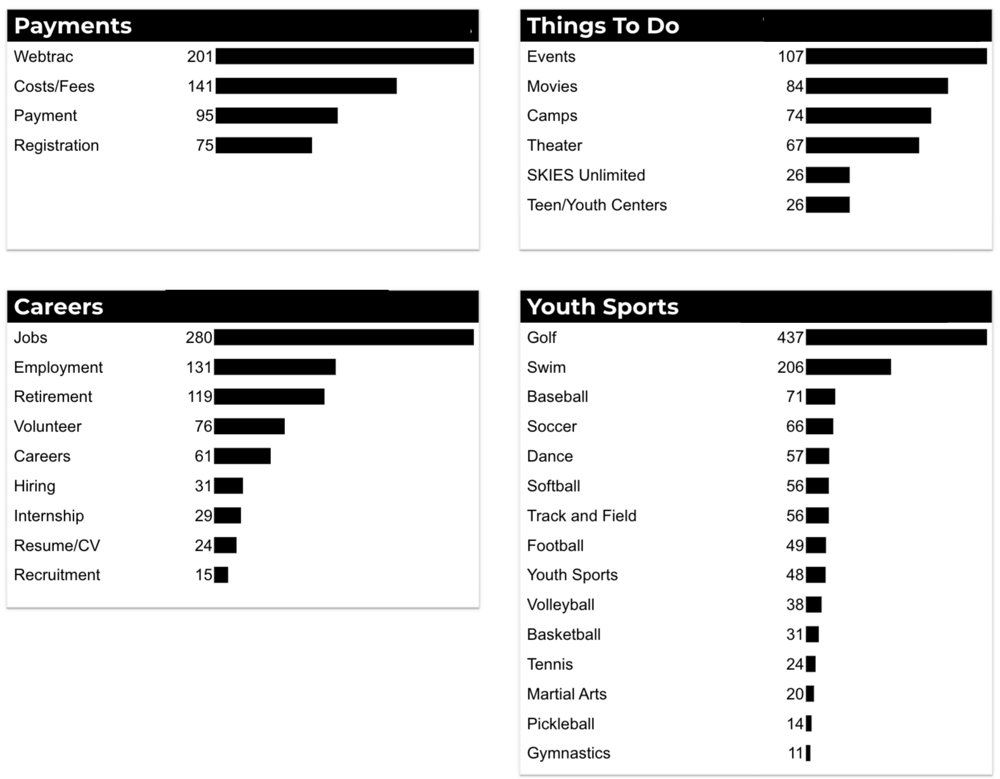 Payments
Webtrac 201
Costs/Fees 141
Payment 95
Registration 75
Things To Do
Events 107
Movies 84
Camps 74
Theater 67
SKIES Unlimited 26
Teen/Youth Centers 26
Careers
Jobs 280
Employment 131
Retirement 119
Volunteer 76
Careers 61
Hiring 31
Internship 29
Resume/CV 24
Recruitment 15
Youth Sports
Golf 437
Swim 206
Baseball 71
Soccer 66
Dance 57
Softball 56
Track and Field 56
Football 49
Youth Sports 48
Volleyball 38
Basketball 31
Tennis 24
Martial Arts 20
Pickleball 14
Gymnastics 11